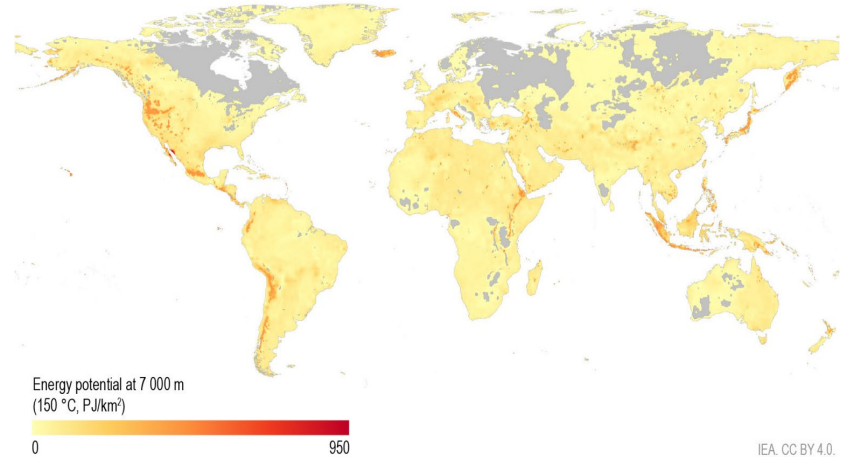 Energy potential at 7 000 m
(150 °C, PJ/km²)
0 950
IEA. CC BY 4.0.